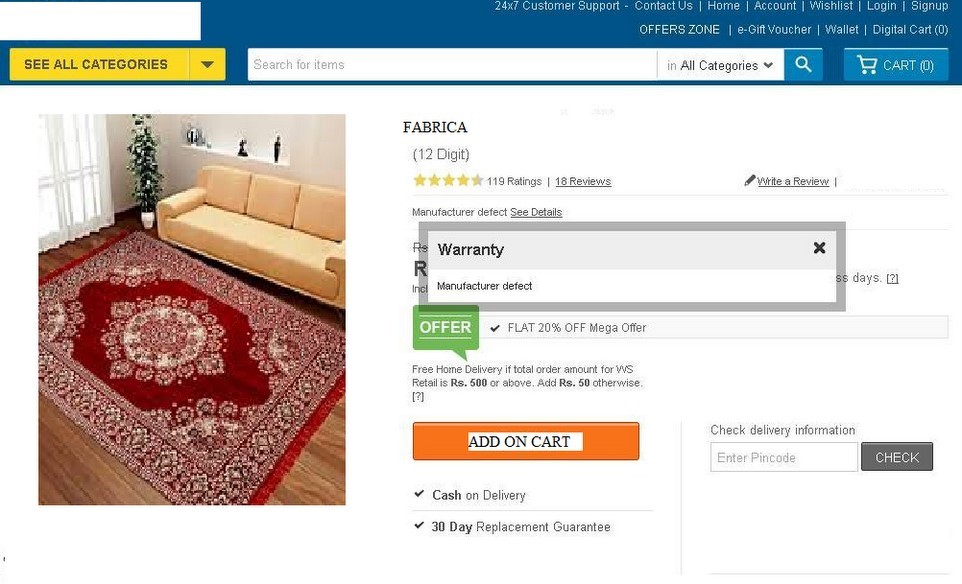 24x7 Customer Support - Contact Us | Home | Account | Wishlist | Login | Signup
OFFERS ZONE | e-Gift Voucher | Wallet | Digital Cart (0)
SEE ALL CATEGORIES
Search for items
in All Categories
CART (0)
FABRICA
(12 Digit)
119 Ratings | 18 Reviews
Write a Review |
Manufacturer defect See Details
Rs
Warranty
R
ss days. [?]
Incl
Manufacturer defect
OFFER
FLAT 20% OFF Mega Offer
Free Home Delivery if total order amount for WS
Retail is Rs. 500 or above. Add Rs. 50 otherwise.
[?]
ADD ON CART
Check delivery information
Enter Pincode
CHECK
Cash on Delivery
30 Day Replacement Guarantee